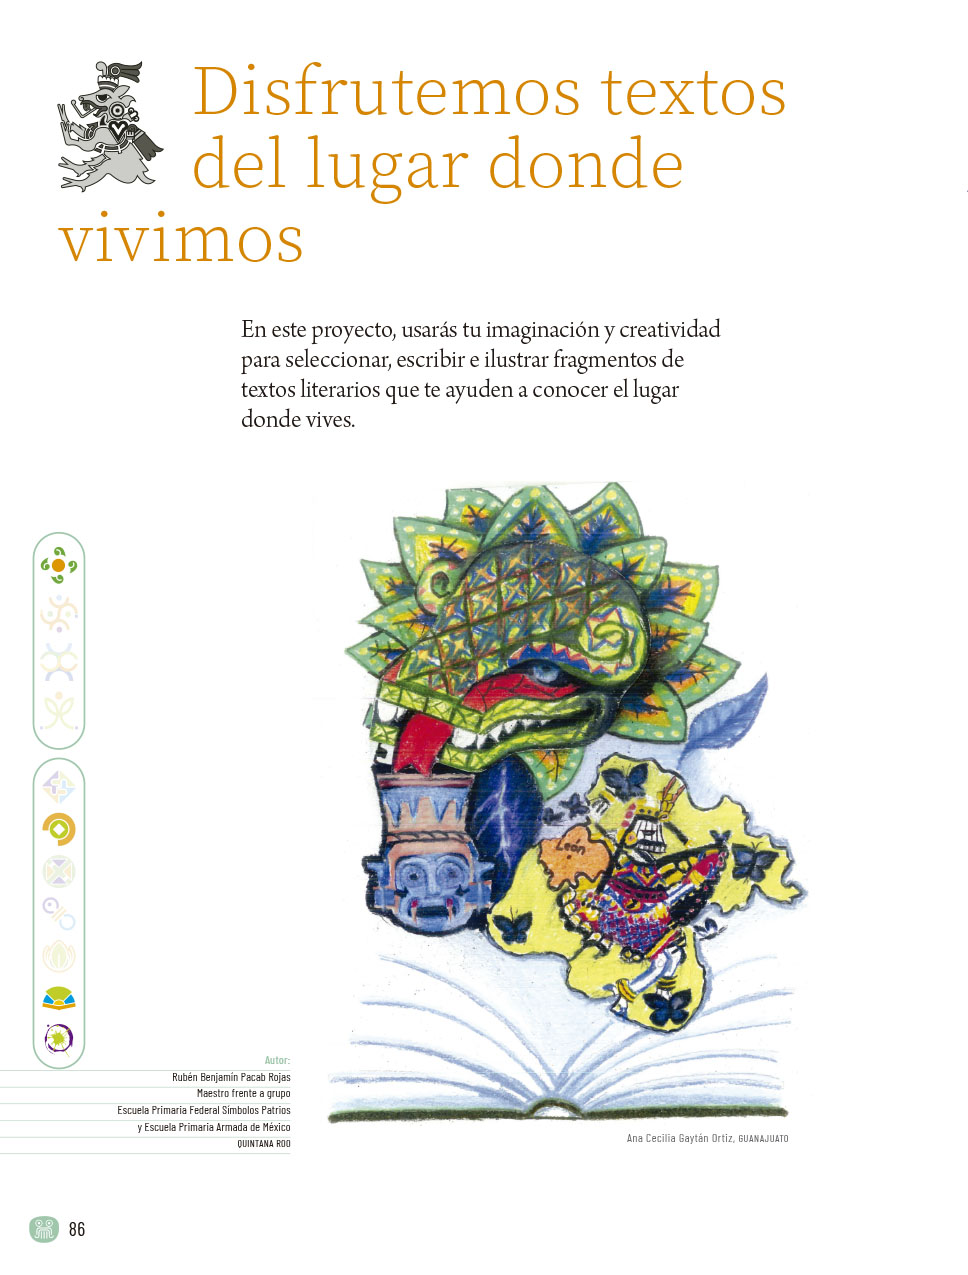 Disfrutemos textos
del lugar donde
vivimos
En este proyecto, usarás tu imaginación y creatividad
para seleccionar, escribir e ilustrar fragmentos de
textos literarios que te ayuden a conocer el lugar
donde vives.
León
Autor:
Rubén Benjamín Pacab Rojas
Maestro frente a grupo
Escuela Primaria Federal Símbolos Patrios
y Escuela Primaria Armada de México
QUINTANA ROO
Ana Cecilia Gaytán Ortiz, GUANAJUATO
86